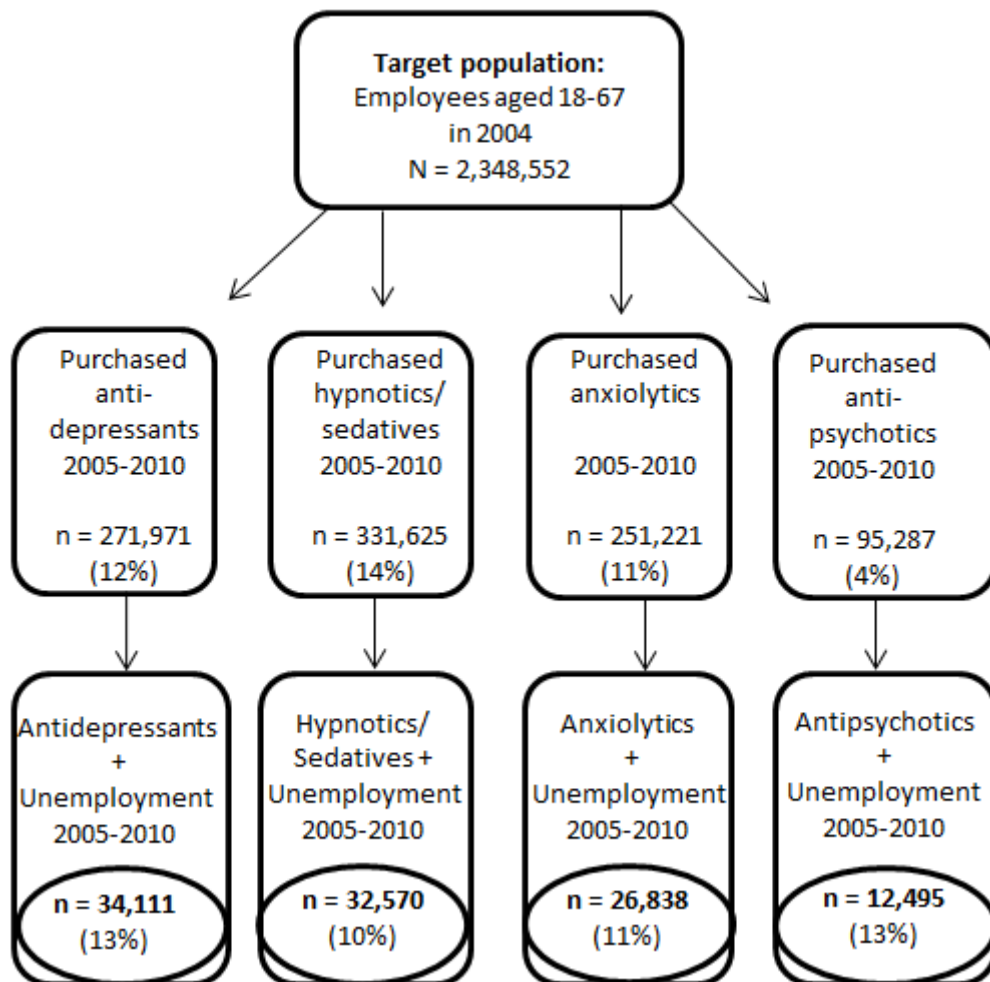 Target population:
Employees aged 18-67
in 2004
N = 2,348,552
Purchased
anti-
depressants
2005-2010
n = 271,971
(12%)
Purchased
hypnotics/
sedatives
2005-2010
n = 331,625
(14%)
Purchased
anxiolytics
2005-2010
n = 251,221
(11%)
Purchased
anti-
psychotics
2005-2010
n = 95,287
(4%)
Antidepressants
+
Unemployment
2005-2010
n = 34,111
(13%)
Hypnotics/
Sedatives +
Unemployment
2005-2010
n = 32,570
(10%)
Anxiolytics
+
Unemployment
2005-2010
n = 26,838
(11%)
Antipsychotics
+
Unemployment
2005-2010
n = 12,495
(13%)